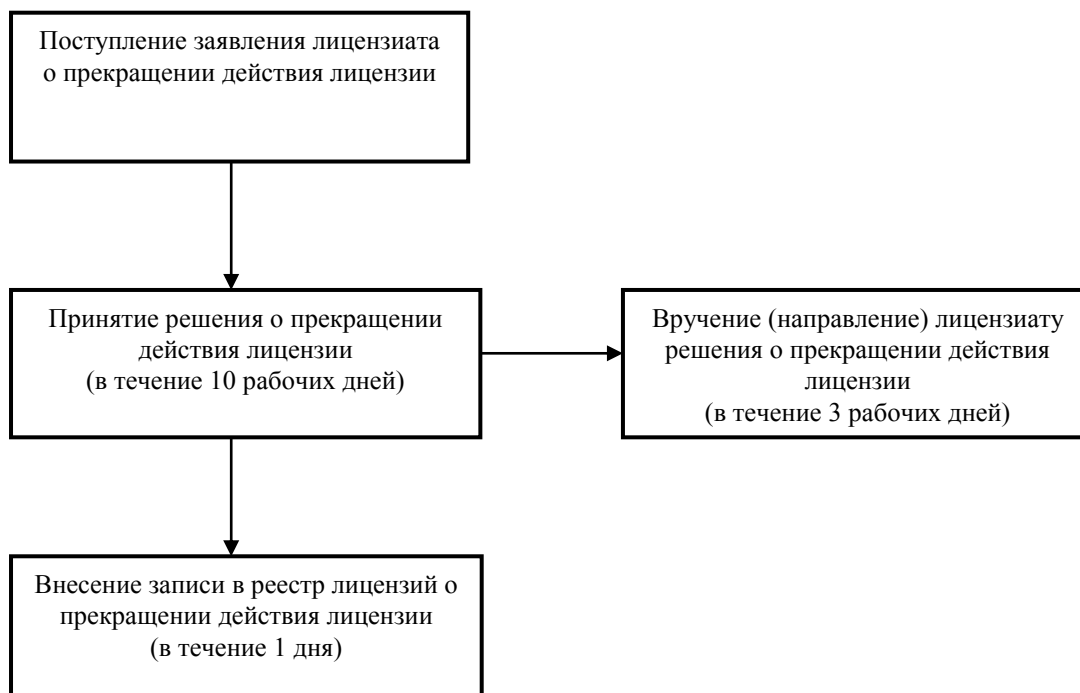 Поступление заявления лицензиата
о прекращении действия лицензии
Принятие решения о прекращении
действия лицензии
(в течение 10 рабочих дней)
Вручение (направление) лицензиату
решения о прекращении действия
лицензии
(в течение 3 рабочих дней)
Внесение записи в реестр лицензий о
прекращении действия лицензии
(в течение 1 дня)